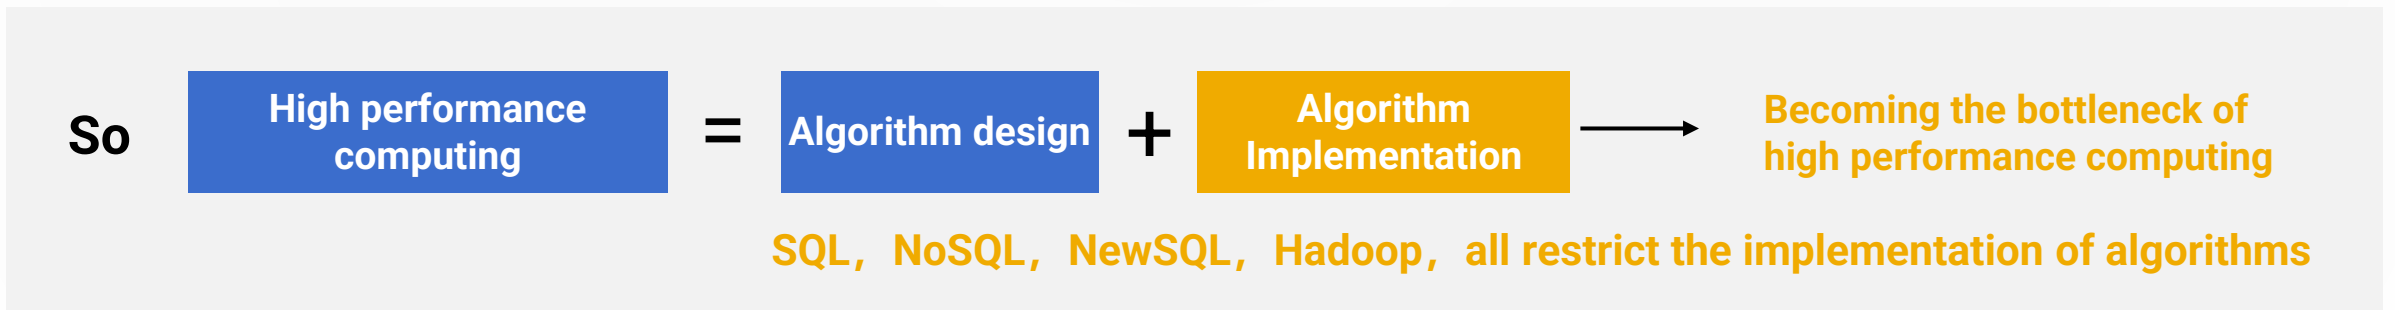 So
High performance
computing
=
Algorithm design
+
Algorithm
Implementation
Becoming the bottleneck of
high performance computing
SQL，NoSQL，NewSQL，Hadoop，all restrict the implementation of algorithms